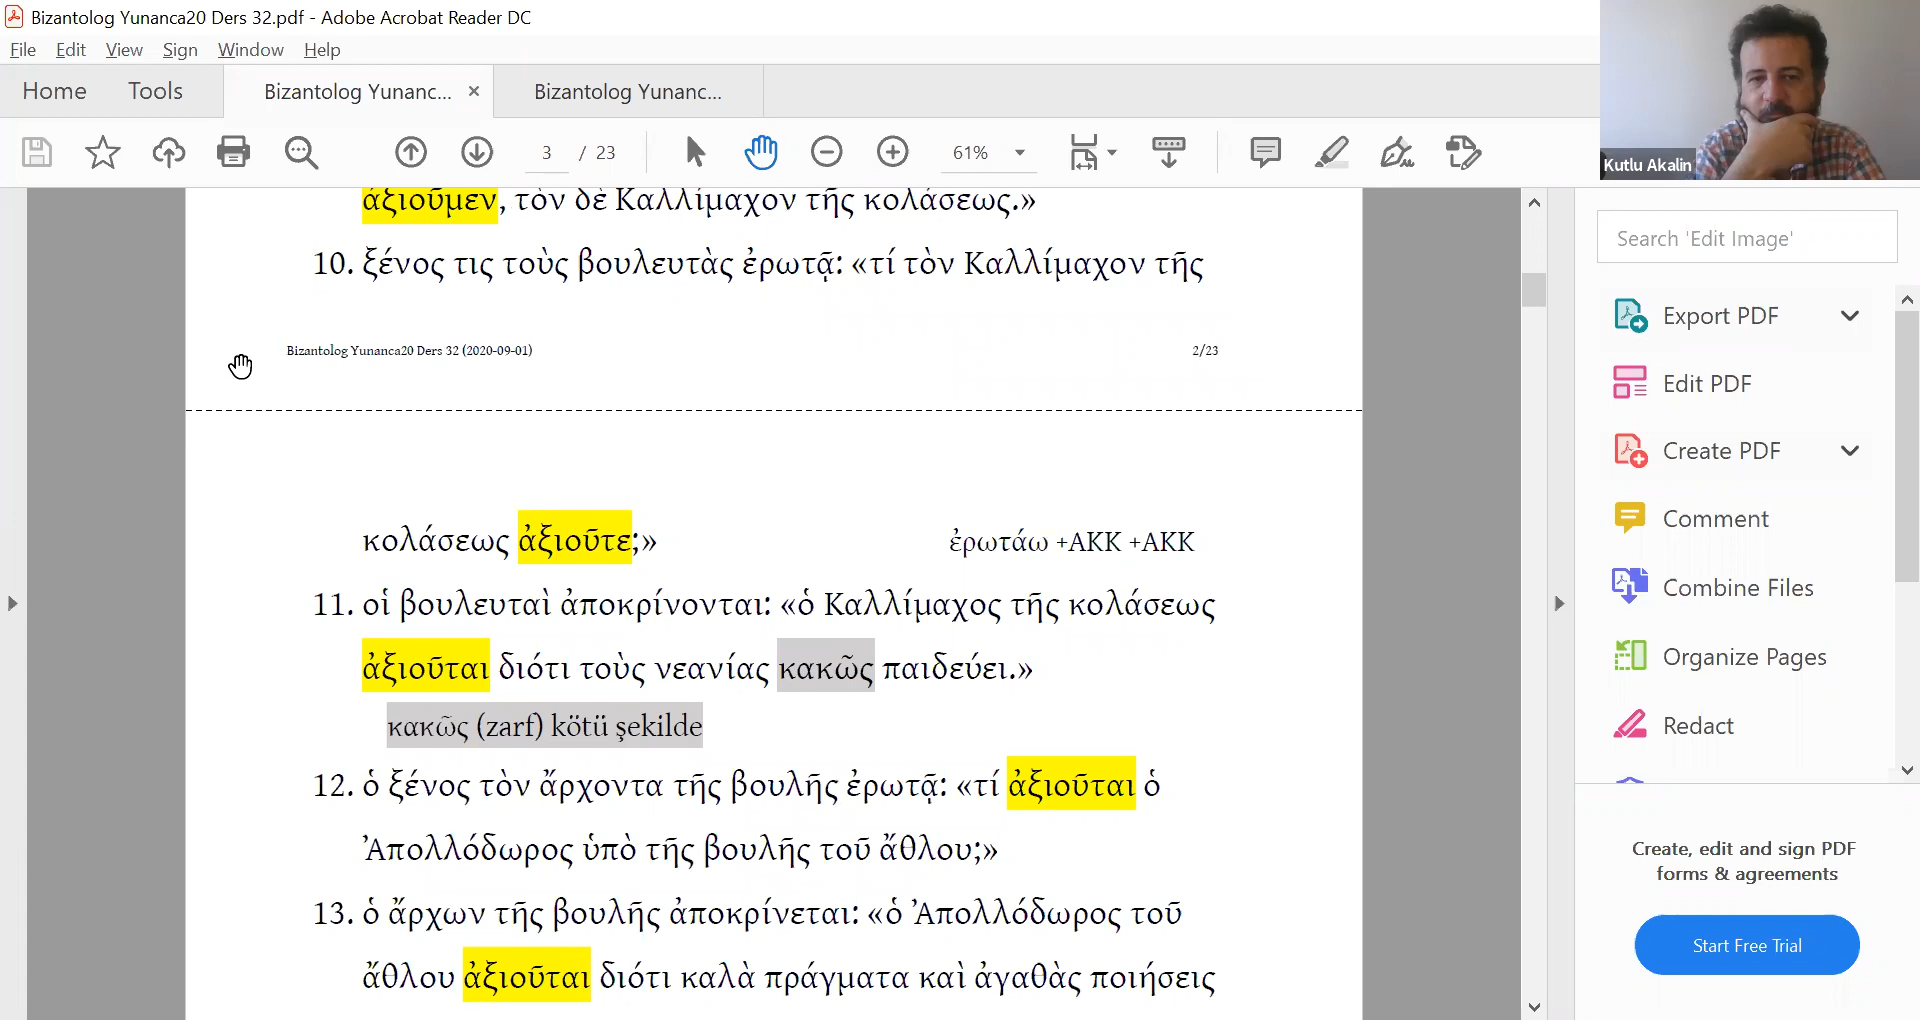 Bizantolog Yunanca20 Ders 32.pdf - Adobe Acrobat Reader DC
File Edit View Sign Window Help
Home Tools Bizantolog Yunanc... × Bizantolog Yunanc...
3 / 23 61%
Kutlu Akalin
ἀξιοῦμεν, τὸν δὲ Καλλίμαχον τῆς κολάσεως.»
10. ξένος τις τοὺς βουλευτὰς ἐρωτᾷ: «τί τὸν Καλλίμαχον τῆς
Bizantolog Yunanca20 Ders 32 (2020-09-01) 2/23
κολάσεως ἀξιοῦτε;» ἐρωτάω +AKK +AKK
11. οἱ βουλευταὶ ἀποκρίνονται: «ὁ Καλλίμαχος τῆς κολάσεως
ἀξιοῦται διότι τοὺς νεανίας κακῶς παιδεύει.»
κακῶς (zarf) kötü şekilde
12. ὁ ξένος τὸν ἄρχοντα τῆς βουλῆς ἐρωτᾷ: «τί ἀξιοῦται ὁ
Ἀπολλόδωρος ὑπὸ τῆς βουλῆς τοῦ ἄθλου;»
13. ὁ ἄρχων τῆς βουλῆς ἀποκρίνεται: «ὁ Ἀπολλόδωρος τοῦ
ἄθλου ἀξιοῦται διότι καλὰ πράγματα καὶ ἀγαθὰς ποιήσεις
Search 'Edit Image'
Export PDF
Edit PDF
Create PDF
Comment
Combine Files
Organize Pages
Redact
Create, edit and sign PDF
forms & agreements
Start Free Trial